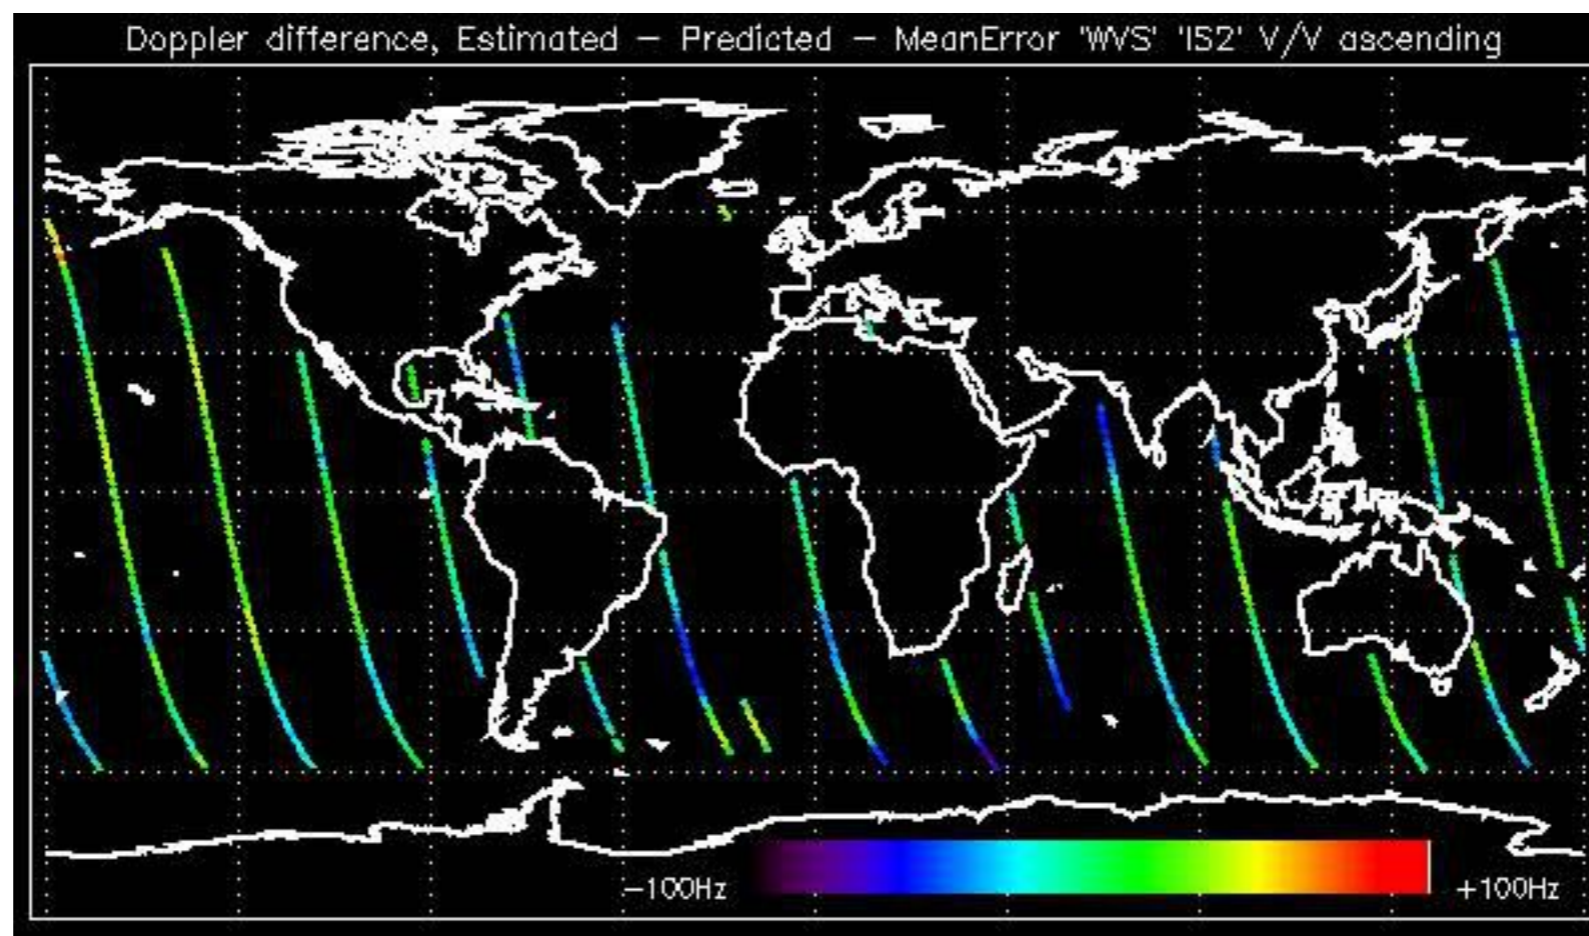 Doppler difference, Estimated – Predicted – MeanError 'WVS' 'IS2' V/V ascending
–100Hz
+100Hz